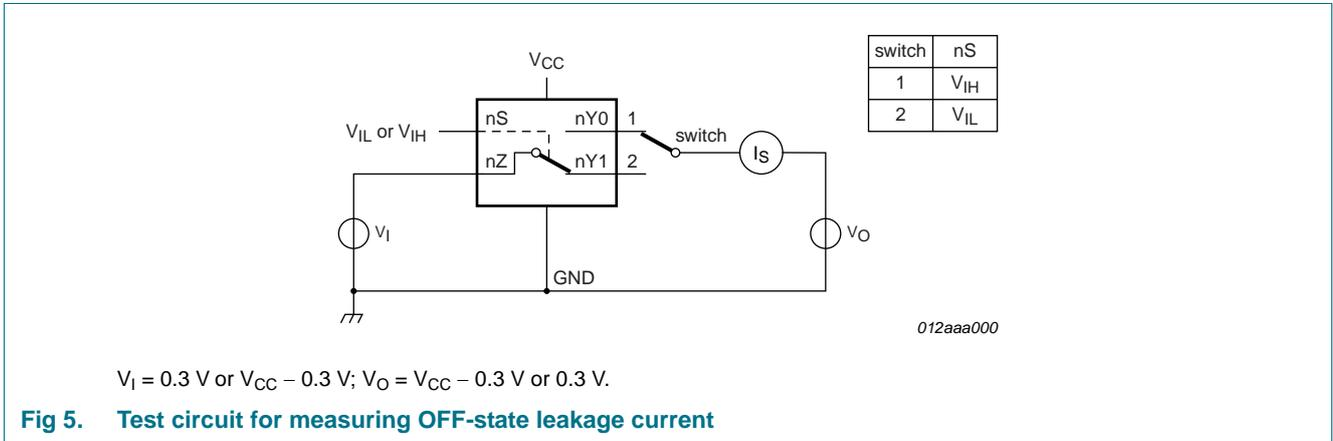 VCC
switch nS
1 VIH
2 VIL
VIL or VIH
nS
nY0
1
switch
IS
nZ
nY1
2
VI
VO
GND
012aaa000
VI = 0.3 V or VCC − 0.3 V; VO = VCC − 0.3 V or 0.3 V.
Fig 5. Test circuit for measuring OFF-state leakage current